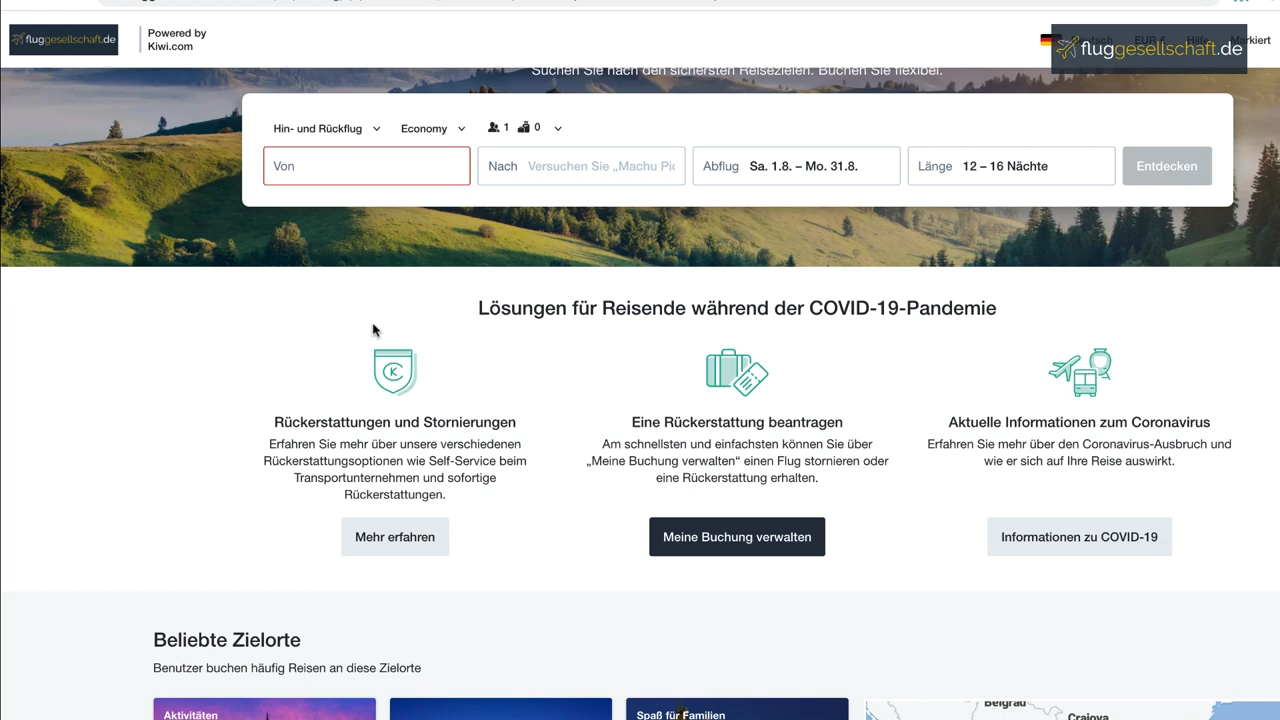 fluggesellschaft.de
Powered by
Kiwi.com
Deutsch EUR € Hilfe Markiert
fluggesellschaft.de
Suchen Sie nach den sichersten Reisezielen. Buchen Sie flexibel.
Hin- und Rückflug Economy 1 0
Von Nach Versuchen Sie „Machu Pic Abflug Sa. 1.8. – Mo. 31.8. Länge 12 – 16 Nächte Entdecken
Lösungen für Reisende während der COVID-19-Pandemie
Rückerstattungen und Stornierungen
Erfahren Sie mehr über unsere verschiedenen
Rückerstattungsoptionen wie Self-Service beim
Transportunternehmen und sofortige
Rückerstattungen.
Mehr erfahren
Eine Rückerstattung beantragen
Am schnellsten und einfachsten können Sie über
„Meine Buchung verwalten“ einen Flug stornieren oder
eine Rückerstattung erhalten.
Meine Buchung verwalten
Aktuelle Informationen zum Coronavirus
Erfahren Sie mehr über den Coronavirus-Ausbruch und
wie er sich auf Ihre Reise auswirkt.
Informationen zu COVID-19
Beliebte Zielorte
Benutzer buchen häufig Reisen an diese Zielorte
Aktivitäten
Spaß für Familien
Belgrad
Craiova